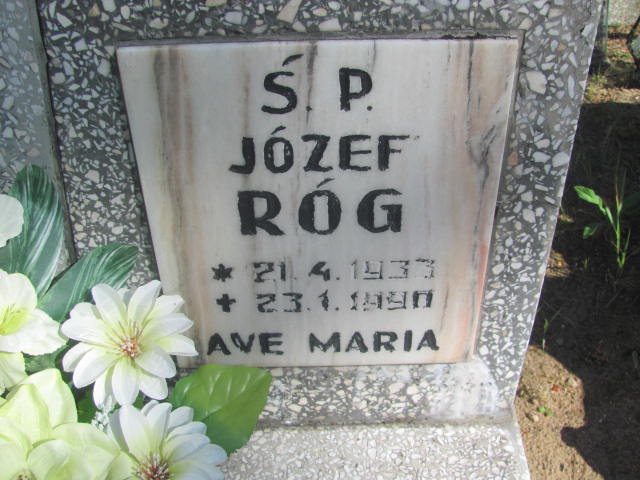 Ś. P.
JÓZEF
RÓG
* 21.4.1933
+ 23.1.1990
AVE MARIA